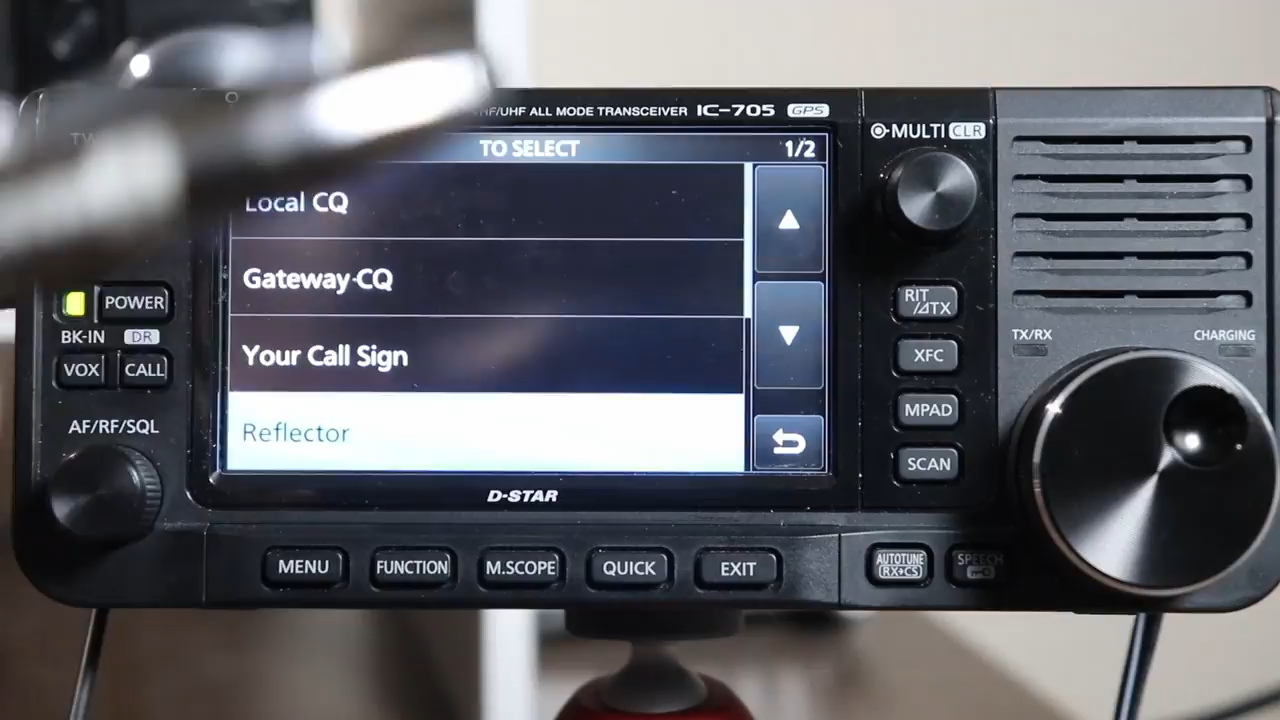 F/UHF ALL MODE TRANSCEIVER IC-705 GPS
TO SELECT 1/2
Local CQ
Gateway CQ
Your Call Sign
Reflector
D-STAR
MULTI CLR
RIT/⊿TX
XFC
MPAD
SCAN
TX/RX
CHARGING
POWER
BK-IN DR
VOX CALL
AF/RF/SQL
MENU FUNCTION M.SCOPE QUICK EXIT
AUTOTUNE
RX→CS
SPEECH